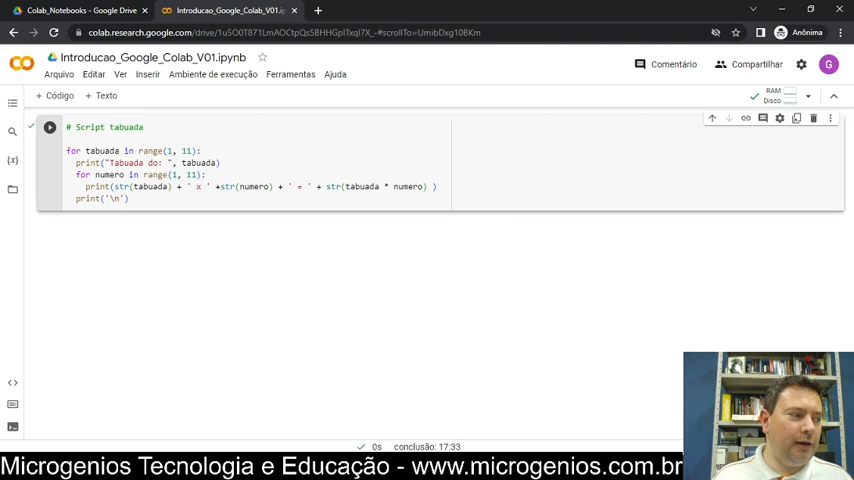 Colab_Notebooks - Google Drive
Introducao_Google_Colab_V01.ip
colab.research.google.com/drive/1u5O0T871LmAOCtpQs5BHHGpITxqI7X_-#scrollTo=UmibDxg10BKm
Anônima
Introducao_Google_Colab_V01.ipynb
Comentário
Compartilhar
G
Arquivo Editar Ver Inserir Ambiente de execução Ferramentas Ajuda
+ Código + Texto
RAM
Disco
# Script tabuada
for tabuada in range(1, 11):
print("Tabuada do: ", tabuada)
for numero in range(1, 11):
print(str(tabuada) + ' x ' +str(numero) + ' = ' + str(tabuada * numero) )
print('\n')
0s conclusão: 17:33
Microgenios Tecnologia e Educação - www.microgenios.com.br